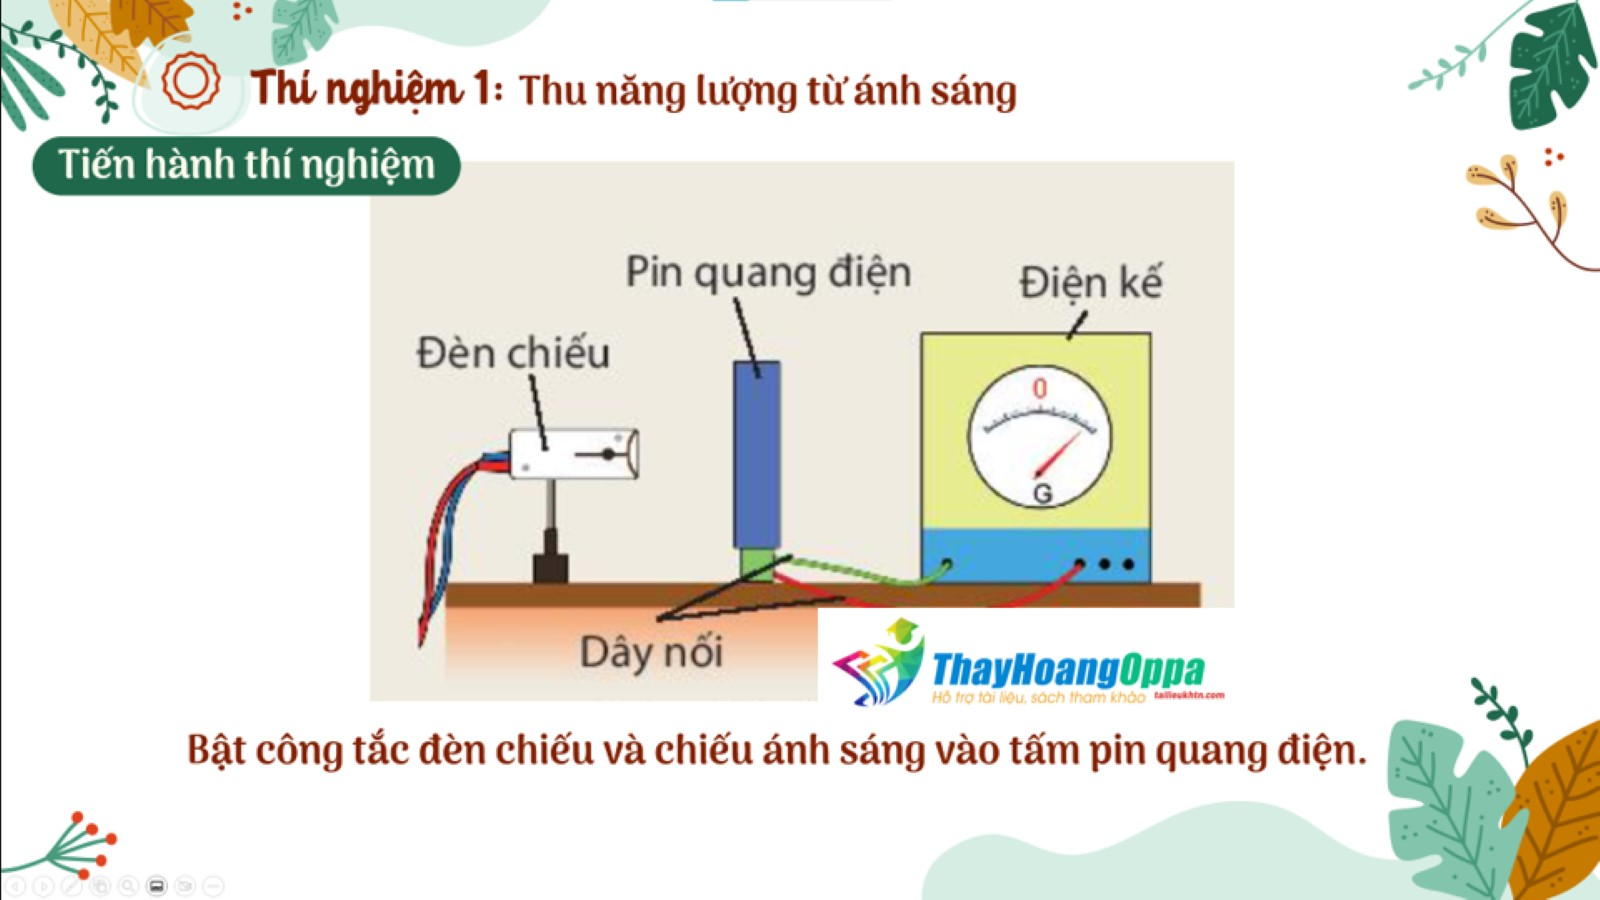 Thí nghiệm 1: Thu năng lượng từ ánh sáng
Tiến hành thí nghiệm
Pin quang điện
Điện kế
Đèn chiếu
0
G
Dây nối
ThayHoangOppa
Hỗ trợ tài liệu, sách tham khảo tailieukhtn.com
Bật công tắc đèn chiếu và chiếu ánh sáng vào tấm pin quang điện.